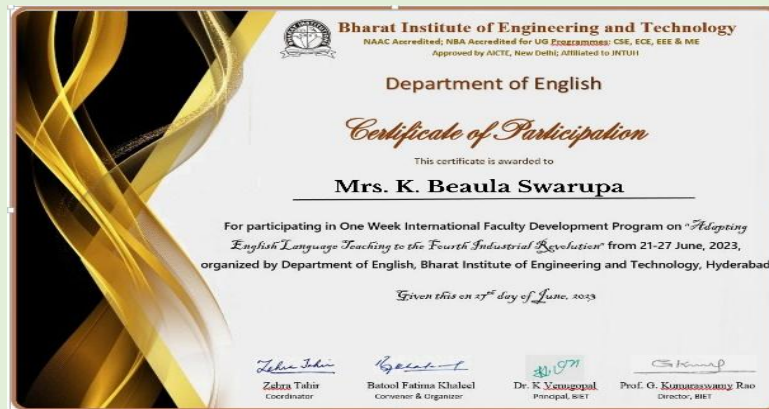 Bharat Institute of Engineering and Technology
NAAC Accredited; NBA Accredited for UG Programmes: CSE, ECE, EEE & ME
Approved by AICTE, New Delhi; Affiliated to JNTUH
Department of English
Certificate of Participation
This certificate is awarded to
Mrs. K. Beaula Swarupa
For participating in One Week International Faculty Development Program on "Adapting
English Language Teaching to the Fourth Industrial Revolution" from 21-27 June, 2023,
organized by Department of English, Bharat Institute of Engineering and Technology, Hyderabad
Given this on 27th day of June, 2023
Zehra Tahir
Zehra Tahir Batool Fatima Khaleel Dr. K Venugopal Prof. G. Kumaraswamy Rao
Coordinator Convener & Organizer Principal, BIET Director, BIET